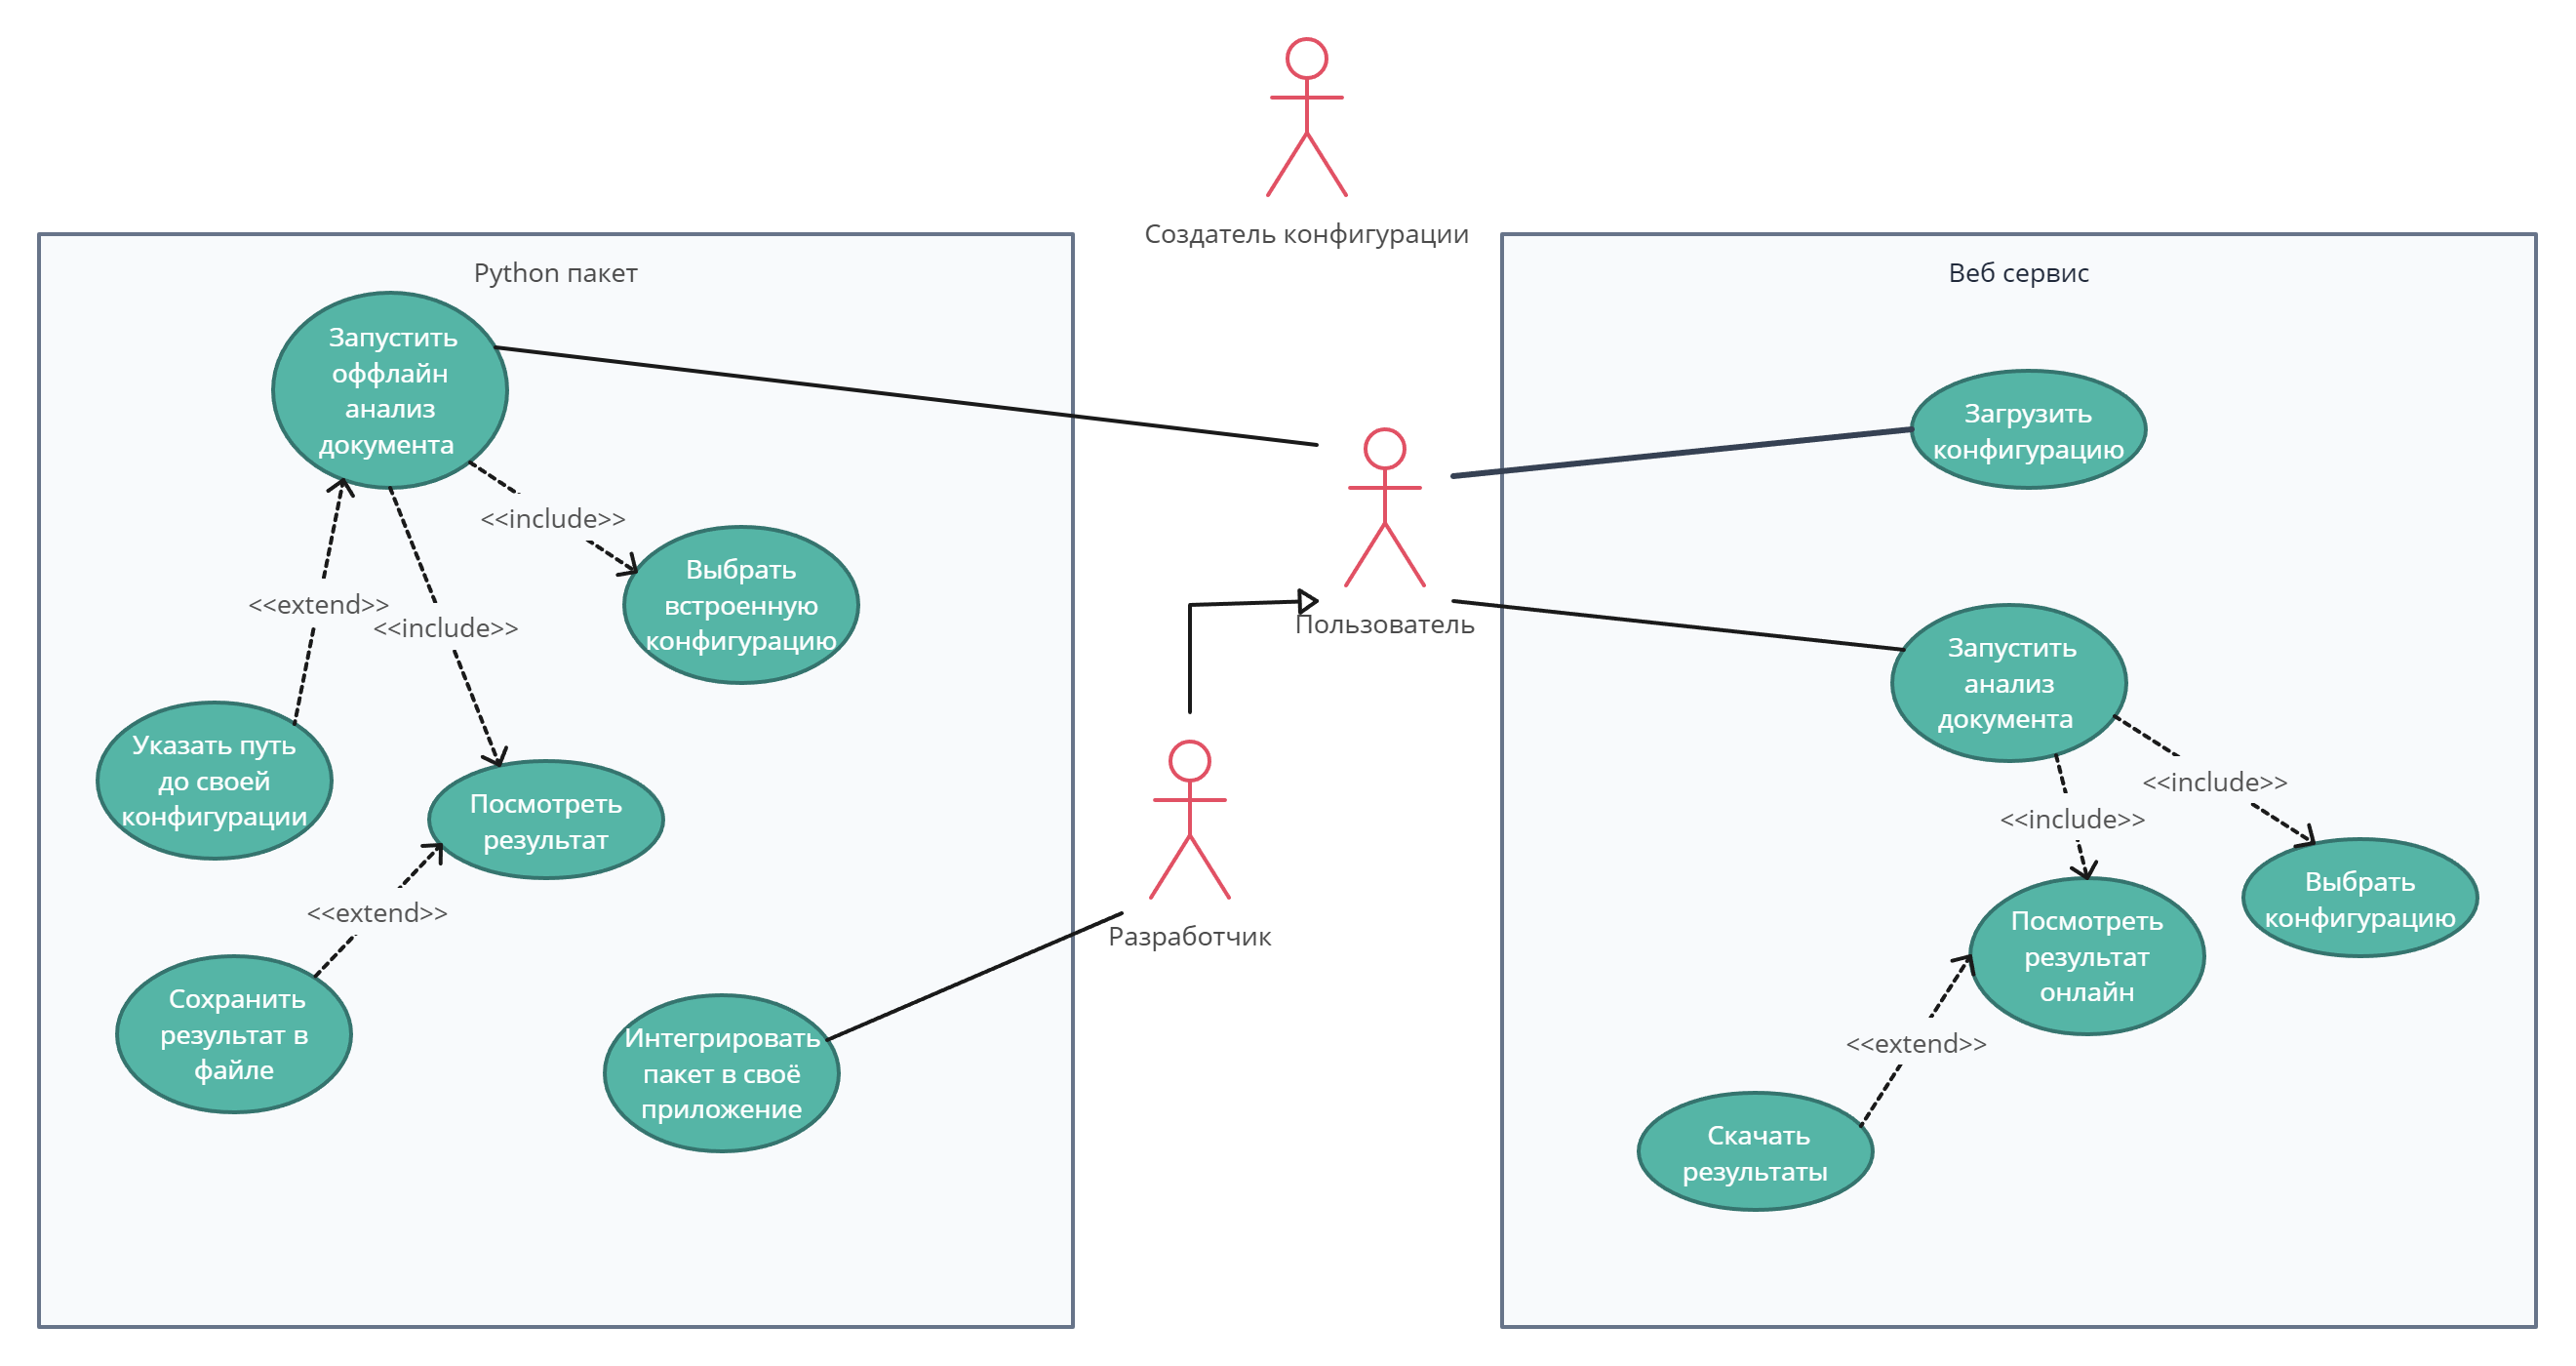 Создатель конфигурации
Python пакет
Запустить
оффлайн
анализ
документа
<<include>>
Выбрать
встроенную
конфигурацию
<<extend>>
<<include>>
Указать путь
до своей
конфигурации
Посмотреть
результат
<<extend>>
Сохранить
результат в
файле
Интегрировать
пакет в своё
приложение
Пользователь
Разработчик
Веб сервис
Загрузить
конфигурацию
Запустить
анализ
документа
<<include>>
<<include>>
Выбрать
конфигурацию
Посмотреть
результат
онлайн
<<extend>>
Скачать
результаты